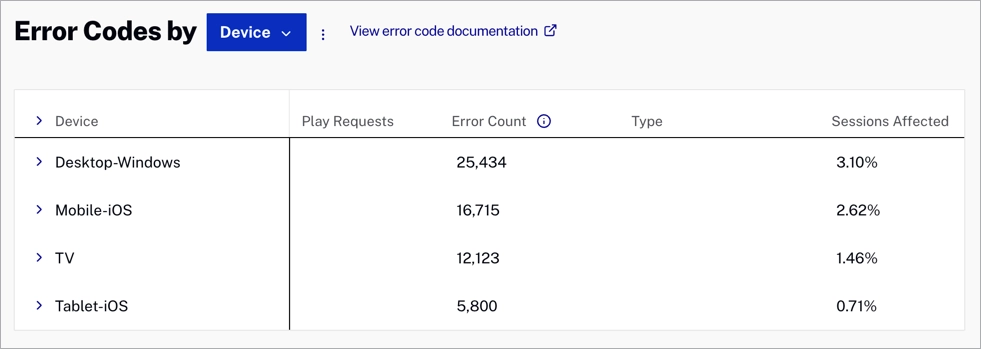 Error Codes by Device View error code documentation
Device Play Requests Error Count Type Sessions Affected
Desktop-Windows 25,434 3.10%
Mobile-iOS 16,715 2.62%
TV 12,123 1.46%
Tablet-iOS 5,800 0.71%